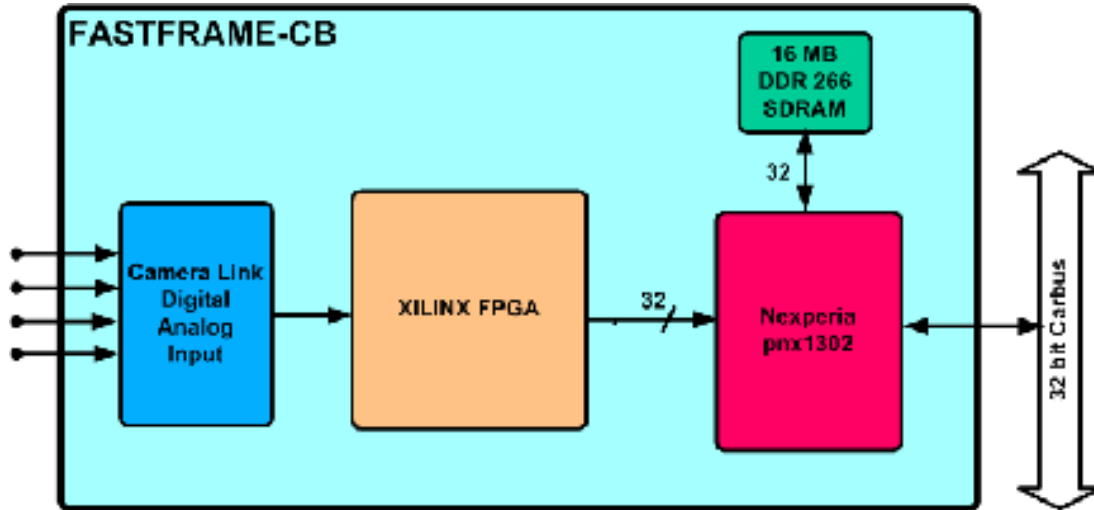 FASTFRAME-CB
16 MB
DDR 266
SDRAM
32
Camera Link
Digital
Analog
Input
XILINX FPGA
32
Nexperia
pnx1302
32 bit Carbus